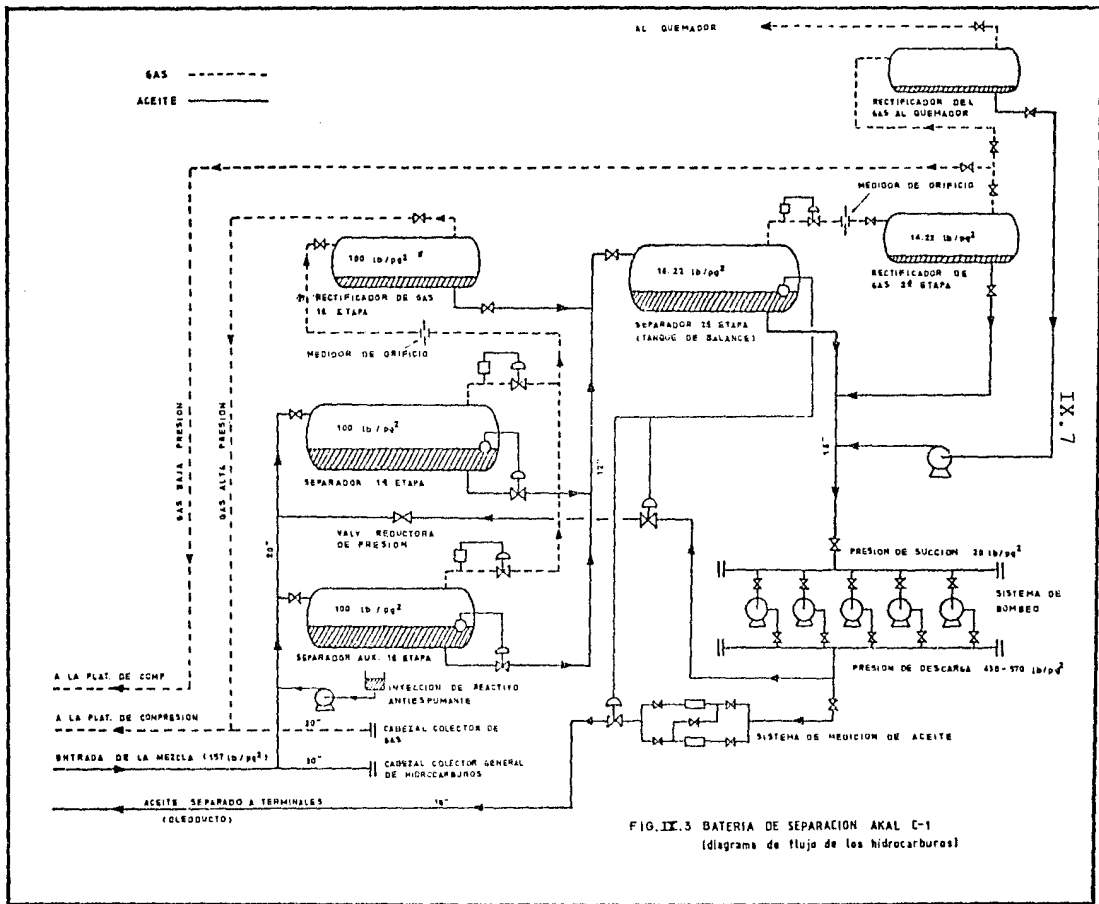 AL QUEMADOR
GAS
ACEITE
RECTIFICADOR DEL
GAS AL QUEMADOR
MEDIDOR DE ORIFICIO
14.22 lb/pg²
RECTIFICADOR DE
GAS 2ª ETAPA
100 lb/pg²
RECTIFICADOR DE GAS
1ª ETAPA
14.22 lb/pg²
SEPARADOR 2ª ETAPA
(TANQUE DE BALANCE)
MEDIDOR DE ORIFICIO
GAS BAJA PRESION
GAS ALTA PRESION
100 lb/pg²
SEPARADOR 1ª ETAPA
12"
IX.7
VALV REDUCTORA
DE PRESION
20"
PRESION DE SUCCION 20 lb/pg²
SISTEMA DE
BOMBEO
100 lb/pg²
SEPARADOR AUX. 1ª ETAPA
PRESION DE DESCARGA 430-570 lb/pg²
A LA PLAT. DE COMP
INYECCION DE REACTIVO
ANTIESPUMANTE
A LA PLAT. DE COMPRESION
20"
CABEZAL COLECTOR DE
GAS
SISTEMA DE MEDICION DE ACEITE
ENTRADA DE LA MEZCLA (157 lb/pg²)
30"
CABEZAL COLECTOR GENERAL
DE HIDROCARBUROS
ACEITE SEPARADO A TERMINALES
(OLEODUCTO)
FIG.IX.3 BATERIA DE SEPARACION AKAL C-1
(diagrama de flujo de los hidrocarburos)